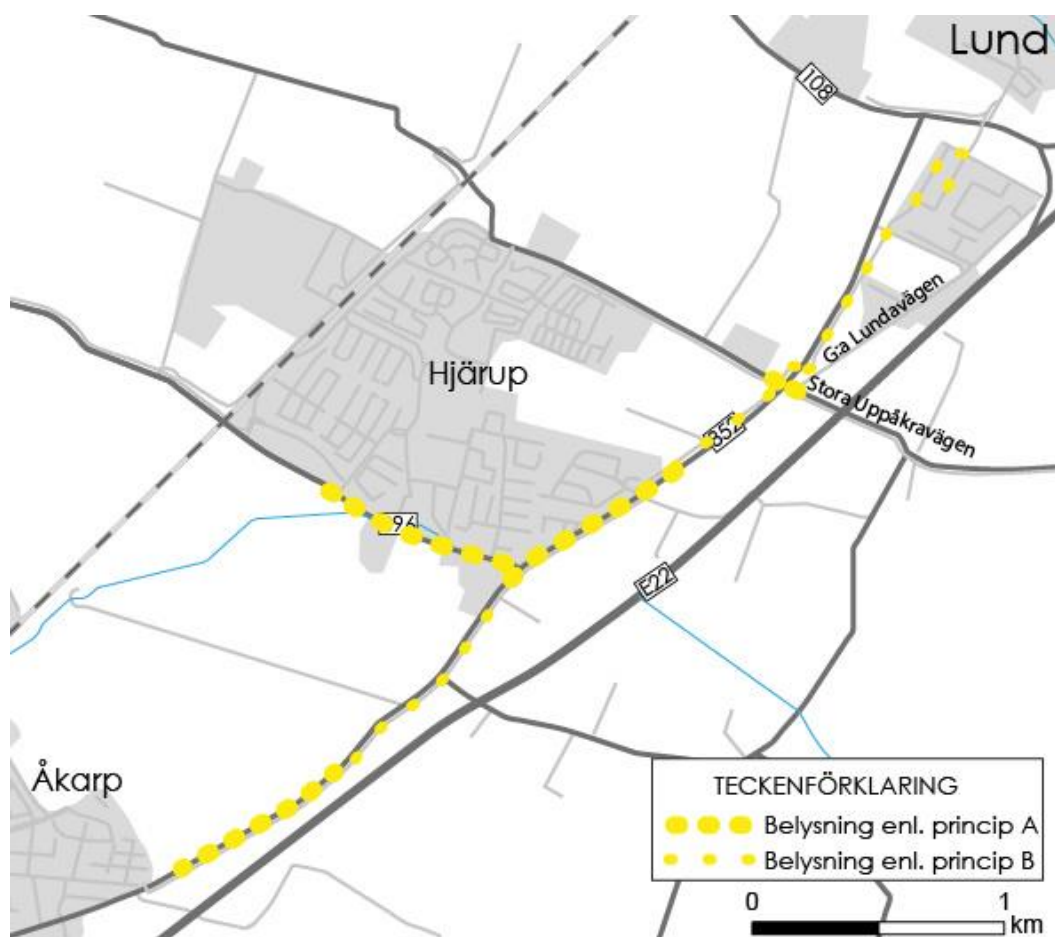 Lund
108
G:a Lundavägen
Hjärup
Stora Uppåkravägen
852
96
E22
Åkarp
TECKENFÖRKLARING
Belysning enl. princip A
Belysning enl. princip B
0 1
km